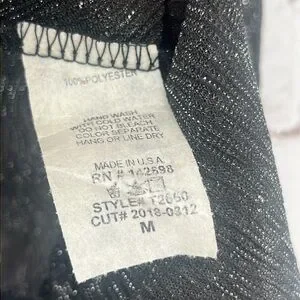 100% POLYESTER
HAND WASH
WITH COLD WATER
DO NOT BLEACH
COLOR SEPARATE
HANG OR LINE DRY
MADE IN U.S.A.
RN # 142598
STYLE# T2650
CUT# 2018-0312
M